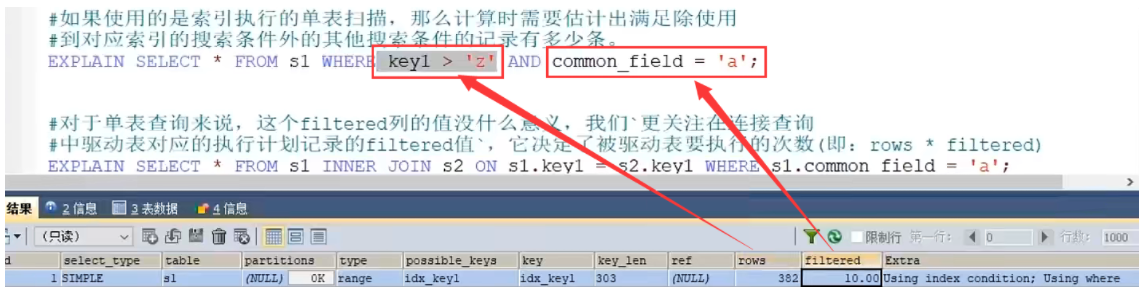 #如果使用的是索引执行的单表扫描，那么计算时需要估计出满足除使用
#到对应索引的搜索条件外的其他搜索条件的记录有多少条。
EXPLAIN SELECT * FROM s1 WHERE key1 > 'z' AND common_field = 'a';
#对于单表查询来说，这个filtered列的值没什么意义，我们`更关注在连接查询
#中驱动表对应的执行计划记录的filtered值`，它决定了被驱动表要执行的次数(即：rows * filtered)
EXPLAIN SELECT * FROM s1 INNER JOIN s2 ON s1.key1 = s2.key1 WHERE s1.common_field = 'a';
结果 2 信息 3 表数据 4 信息
(只读) 限制行 第一行: 0 行数: 1000
d select_type table partitions type possible_keys key key_len ref rows filtered Extra
1 SIMPLE s1 (NULL) 0K range idx_key1 idx_key1 303 (NULL) 382 10.00 Using index condition; Using where